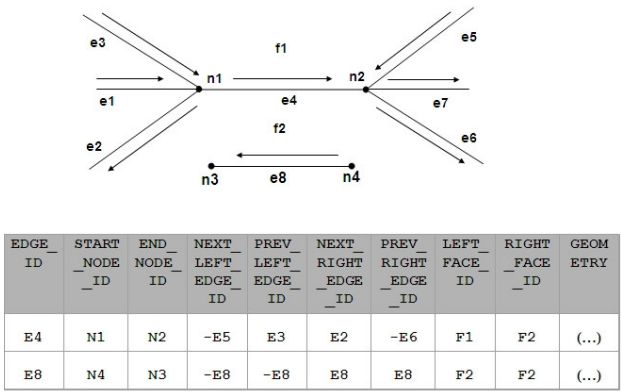 e3
f1
e5
n1
n2
e1
e4
e7
e2
f2
e6
n3
e8
n4
EDGE_ID START_NODE_ID END_NODE_ID NEXT_LEFT_EDGE_ID PREV_LEFT_EDGE_ID NEXT_RIGHT_EDGE_ID PREV_RIGHT_EDGE_ID LEFT_FACE_ID RIGHT_FACE_ID GEOMETRY
E4 N1 N2 -E5 E3 E2 -E6 F1 F2 (...)
E8 N4 N3 -E8 -E8 E8 E8 F2 F2 (...)